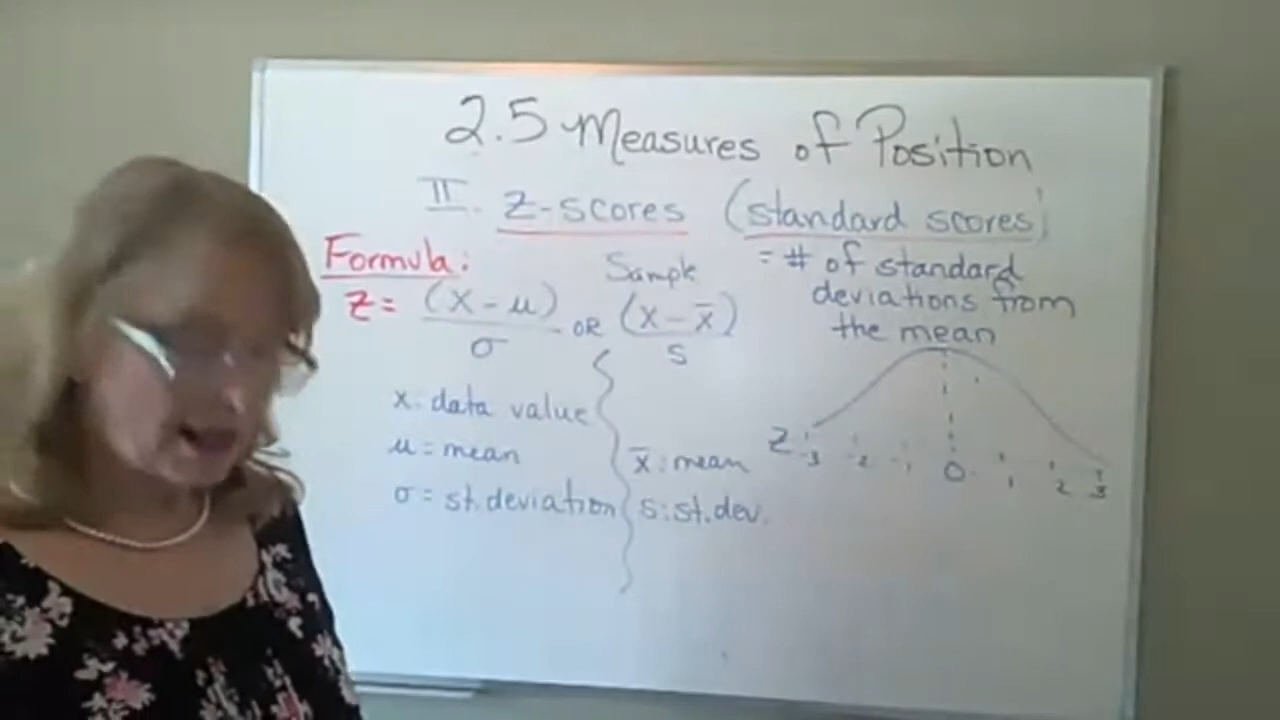 2.5 Measures of Position
II. z-scores (standard scores)
= # of standard
deviations from
the mean
Formula:
Sample
z = (x - μ) OR (x - x̄)
σ s
x: data value
μ = mean
σ = st. deviation
x̄: mean
s: st. dev.
z -3 -2 -1 0 1 2 3